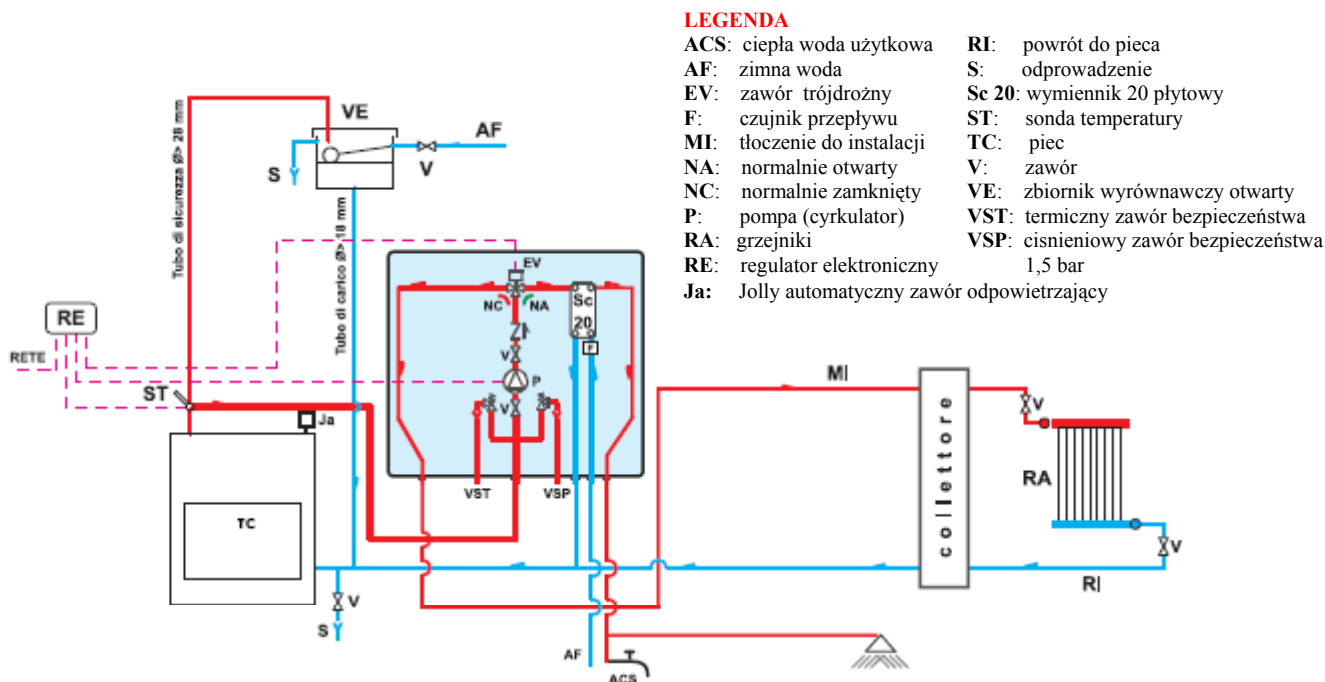 LEGENDA
ACS: ciepła woda użytkowa
AF: zimna woda
EV: zawór trójdrożny
F: czujnik przepływu
MI: tłoczenie do instalacji
NA: normalnie otwarty
NC: normalnie zamknięty
P: pompa (cyrkulator)
RA: grzejniki
RE: regulator elektroniczny
Ja: Jolly automatyczny zawór odpowietrzający
RI: powrót do pieca
S: odprowadzenie
Sc 20: wymiennik 20 płytowy
ST: sonda temperatury
TC: piec
V: zawór
VE: zbiornik wyrównawczy otwarty
VST: termiczny zawór bezpieczeństwa
VSP: cisnieniowy zawór bezpieczeństwa
1,5 bar
VE
AF
S
V
Tubo di sicurezza Ø> 28 mm
Tubo di carico Ø> 18 mm
EV
NC
NA
Sc
20
F
V
P
V
VST
VSP
RE
RETE
ST
Ja
TC
V
S
MI
collettore
V
RA
V
RI
AF
ACS